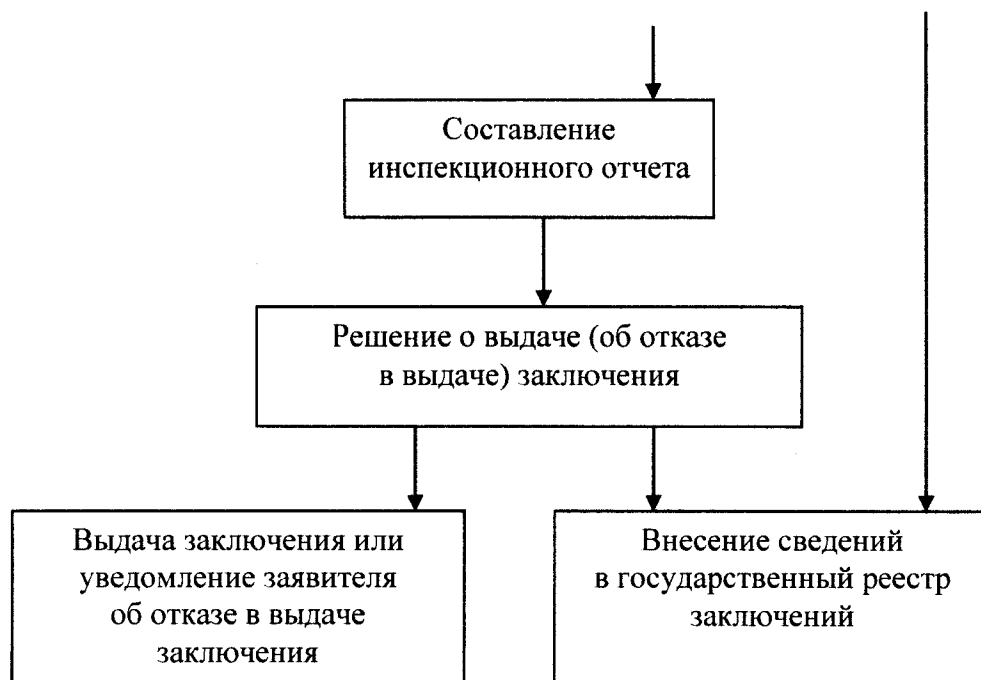 Составление
инспекционного отчета
Решение о выдаче (об отказе
в выдаче) заключения
Выдача заключения или
уведомление заявителя
об отказе в выдаче
заключения
Внесение сведений
в государственный реестр
заключений